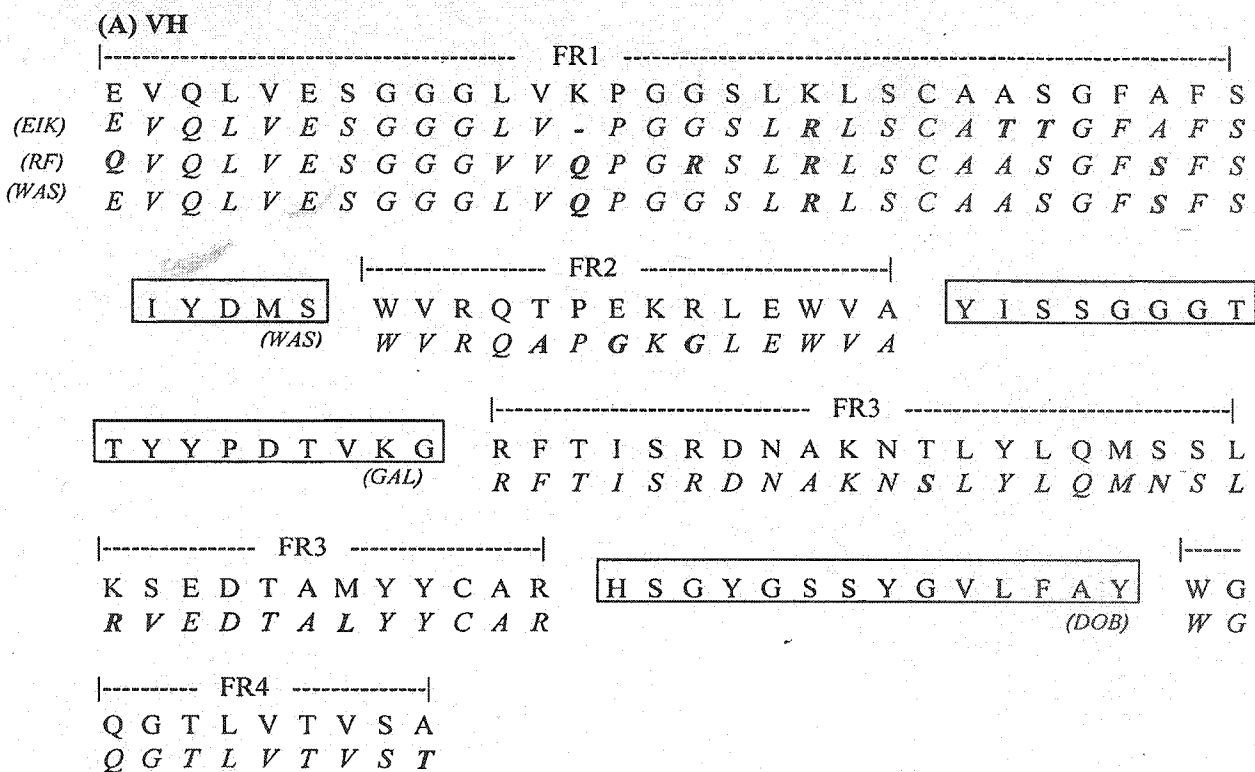 (A) VH
|-------------------- FR1 --------------------|
E V Q L V E S G G G L V K P G G S L K L S C A A S G F A F S
(EIK) E V Q L V E S G G G L V - P G G S L R L S C A T T G F A F S
(RF) Q V Q L V E S G G G V V Q P G R S L R L S C A A S G F S F S
(WAS) E V Q L V E S G G G L V Q P G G S L R L S C A A S G F S F S
|------------------ FR2 ------------------|
I Y D M S W V R Q T P E K R L E W V A Y I S S G G G T
(WAS) W V R Q A P G K G L E W V A
|-------------------- FR3 --------------------|
T Y Y P D T V K G R F T I S R D N A K N T L Y L Q M S S L
(GAL) R F T I S R D N A K N S L Y L Q M N S L
|--------------- FR3 ---------------| |------
K S E D T A M Y Y C A R H S G Y G S S Y G V L F A Y W G
R V E D T A L Y Y C A R (DOB) W G
|---------- FR4 --------------|
Q G T L V T V S A
Q G T L V T V S T